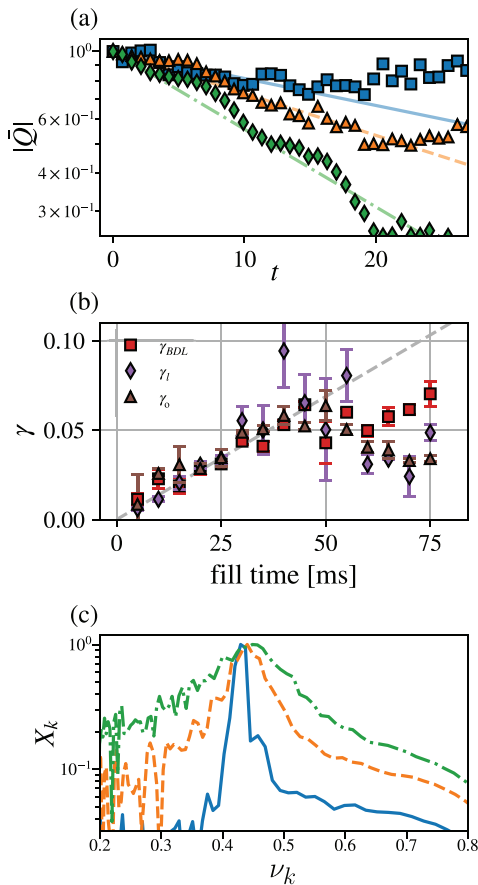 (a)
10⁰
6 × 10⁻¹
4 × 10⁻¹
3 × 10⁻¹
|Q̄|
0 10 20
t
(b)
0.10
0.05
0.00
γ
γ_BDL
γ_l
γ_o
0 25 50 75
fill time [ms]
(c)
10⁰
10⁻¹
X_k
0.2 0.3 0.4 0.5 0.6 0.7 0.8
ν_k